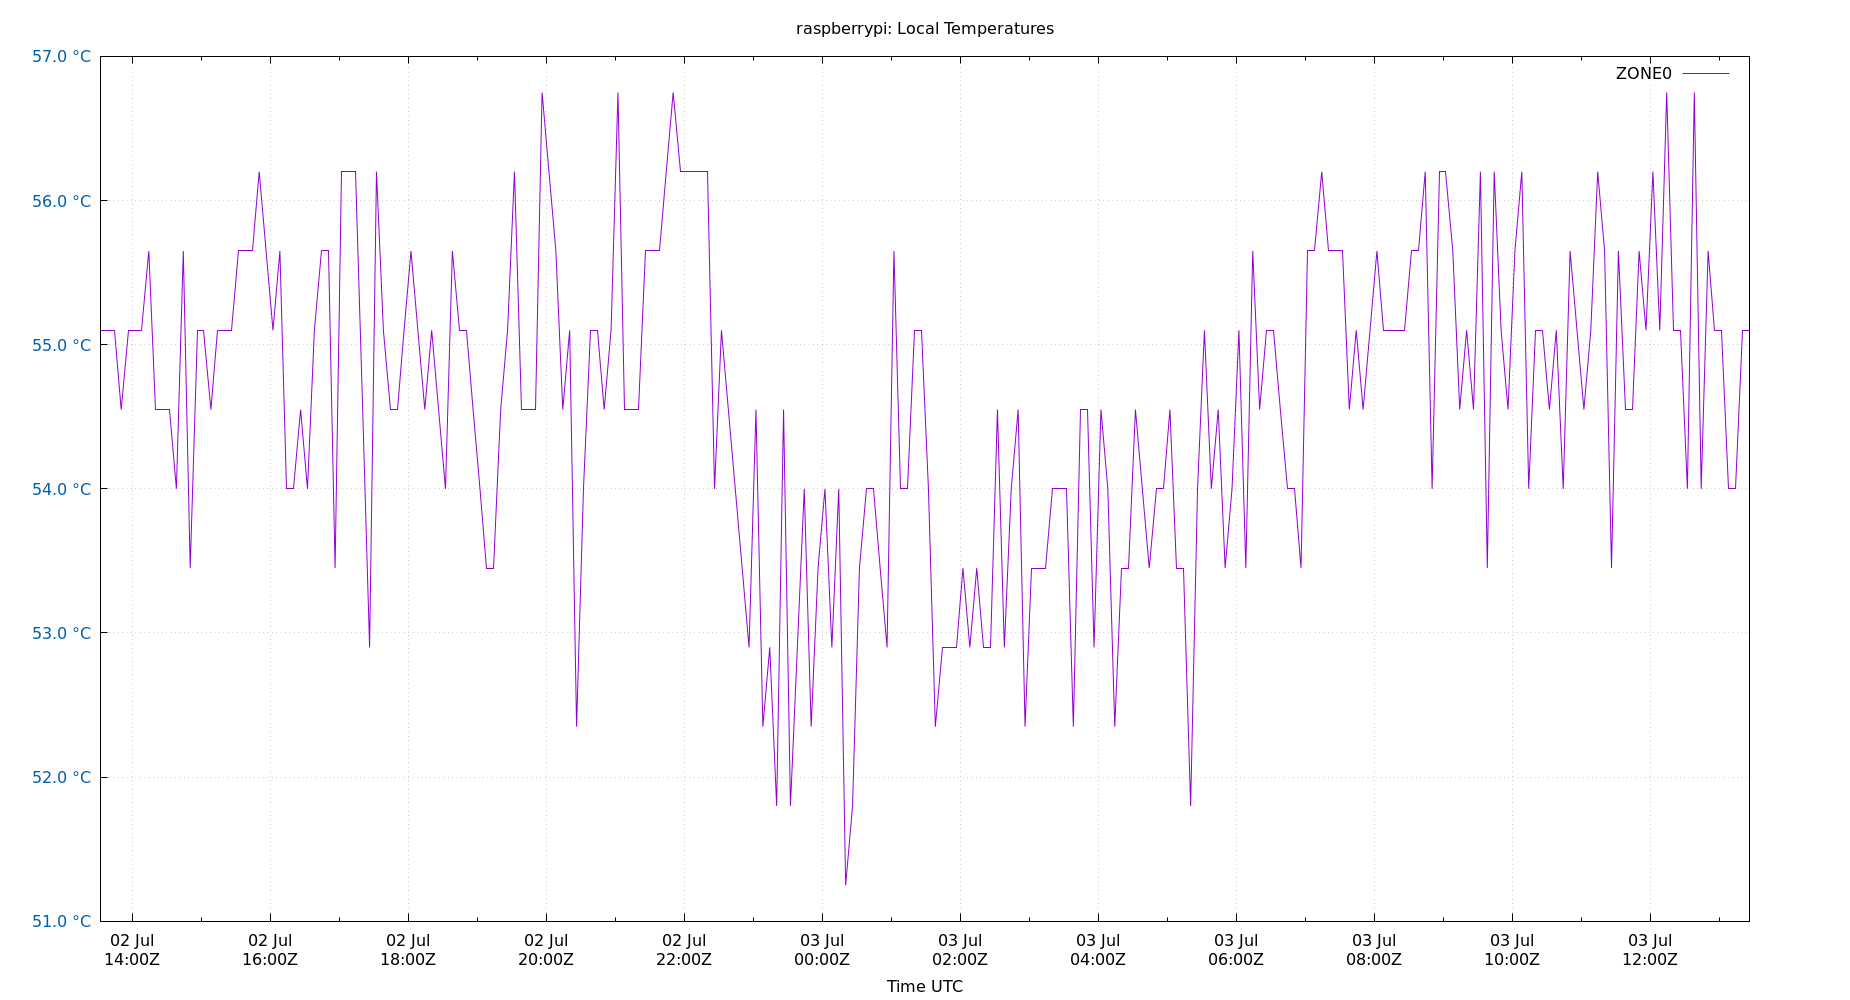 raspberrypi: Local Temperatures
57.0 °C
ZONE0
56.0 °C
55.0 °C
54.0 °C
53.0 °C
52.0 °C
51.0 °C
02 Jul 02 Jul 02 Jul 02 Jul 02 Jul 03 Jul 03 Jul 03 Jul 03 Jul 03 Jul 03 Jul 03 Jul
14:00Z 16:00Z 18:00Z 20:00Z 22:00Z 00:00Z 02:00Z 04:00Z 06:00Z 08:00Z 10:00Z 12:00Z
Time UTC